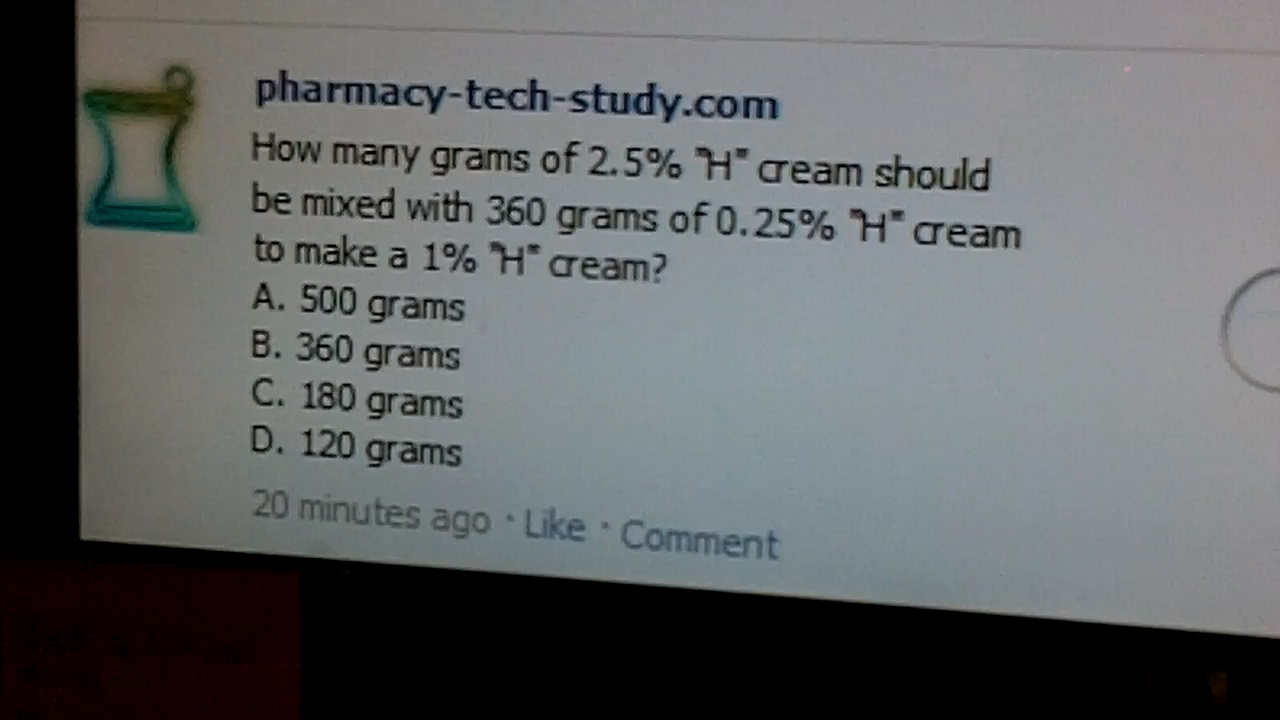 pharmacy-tech-study.com
How many grams of 2.5% "H" cream should
be mixed with 360 grams of 0.25% "H" cream
to make a 1% "H" cream?
A. 500 grams
B. 360 grams
C. 180 grams
D. 120 grams
20 minutes ago · Like · Comment